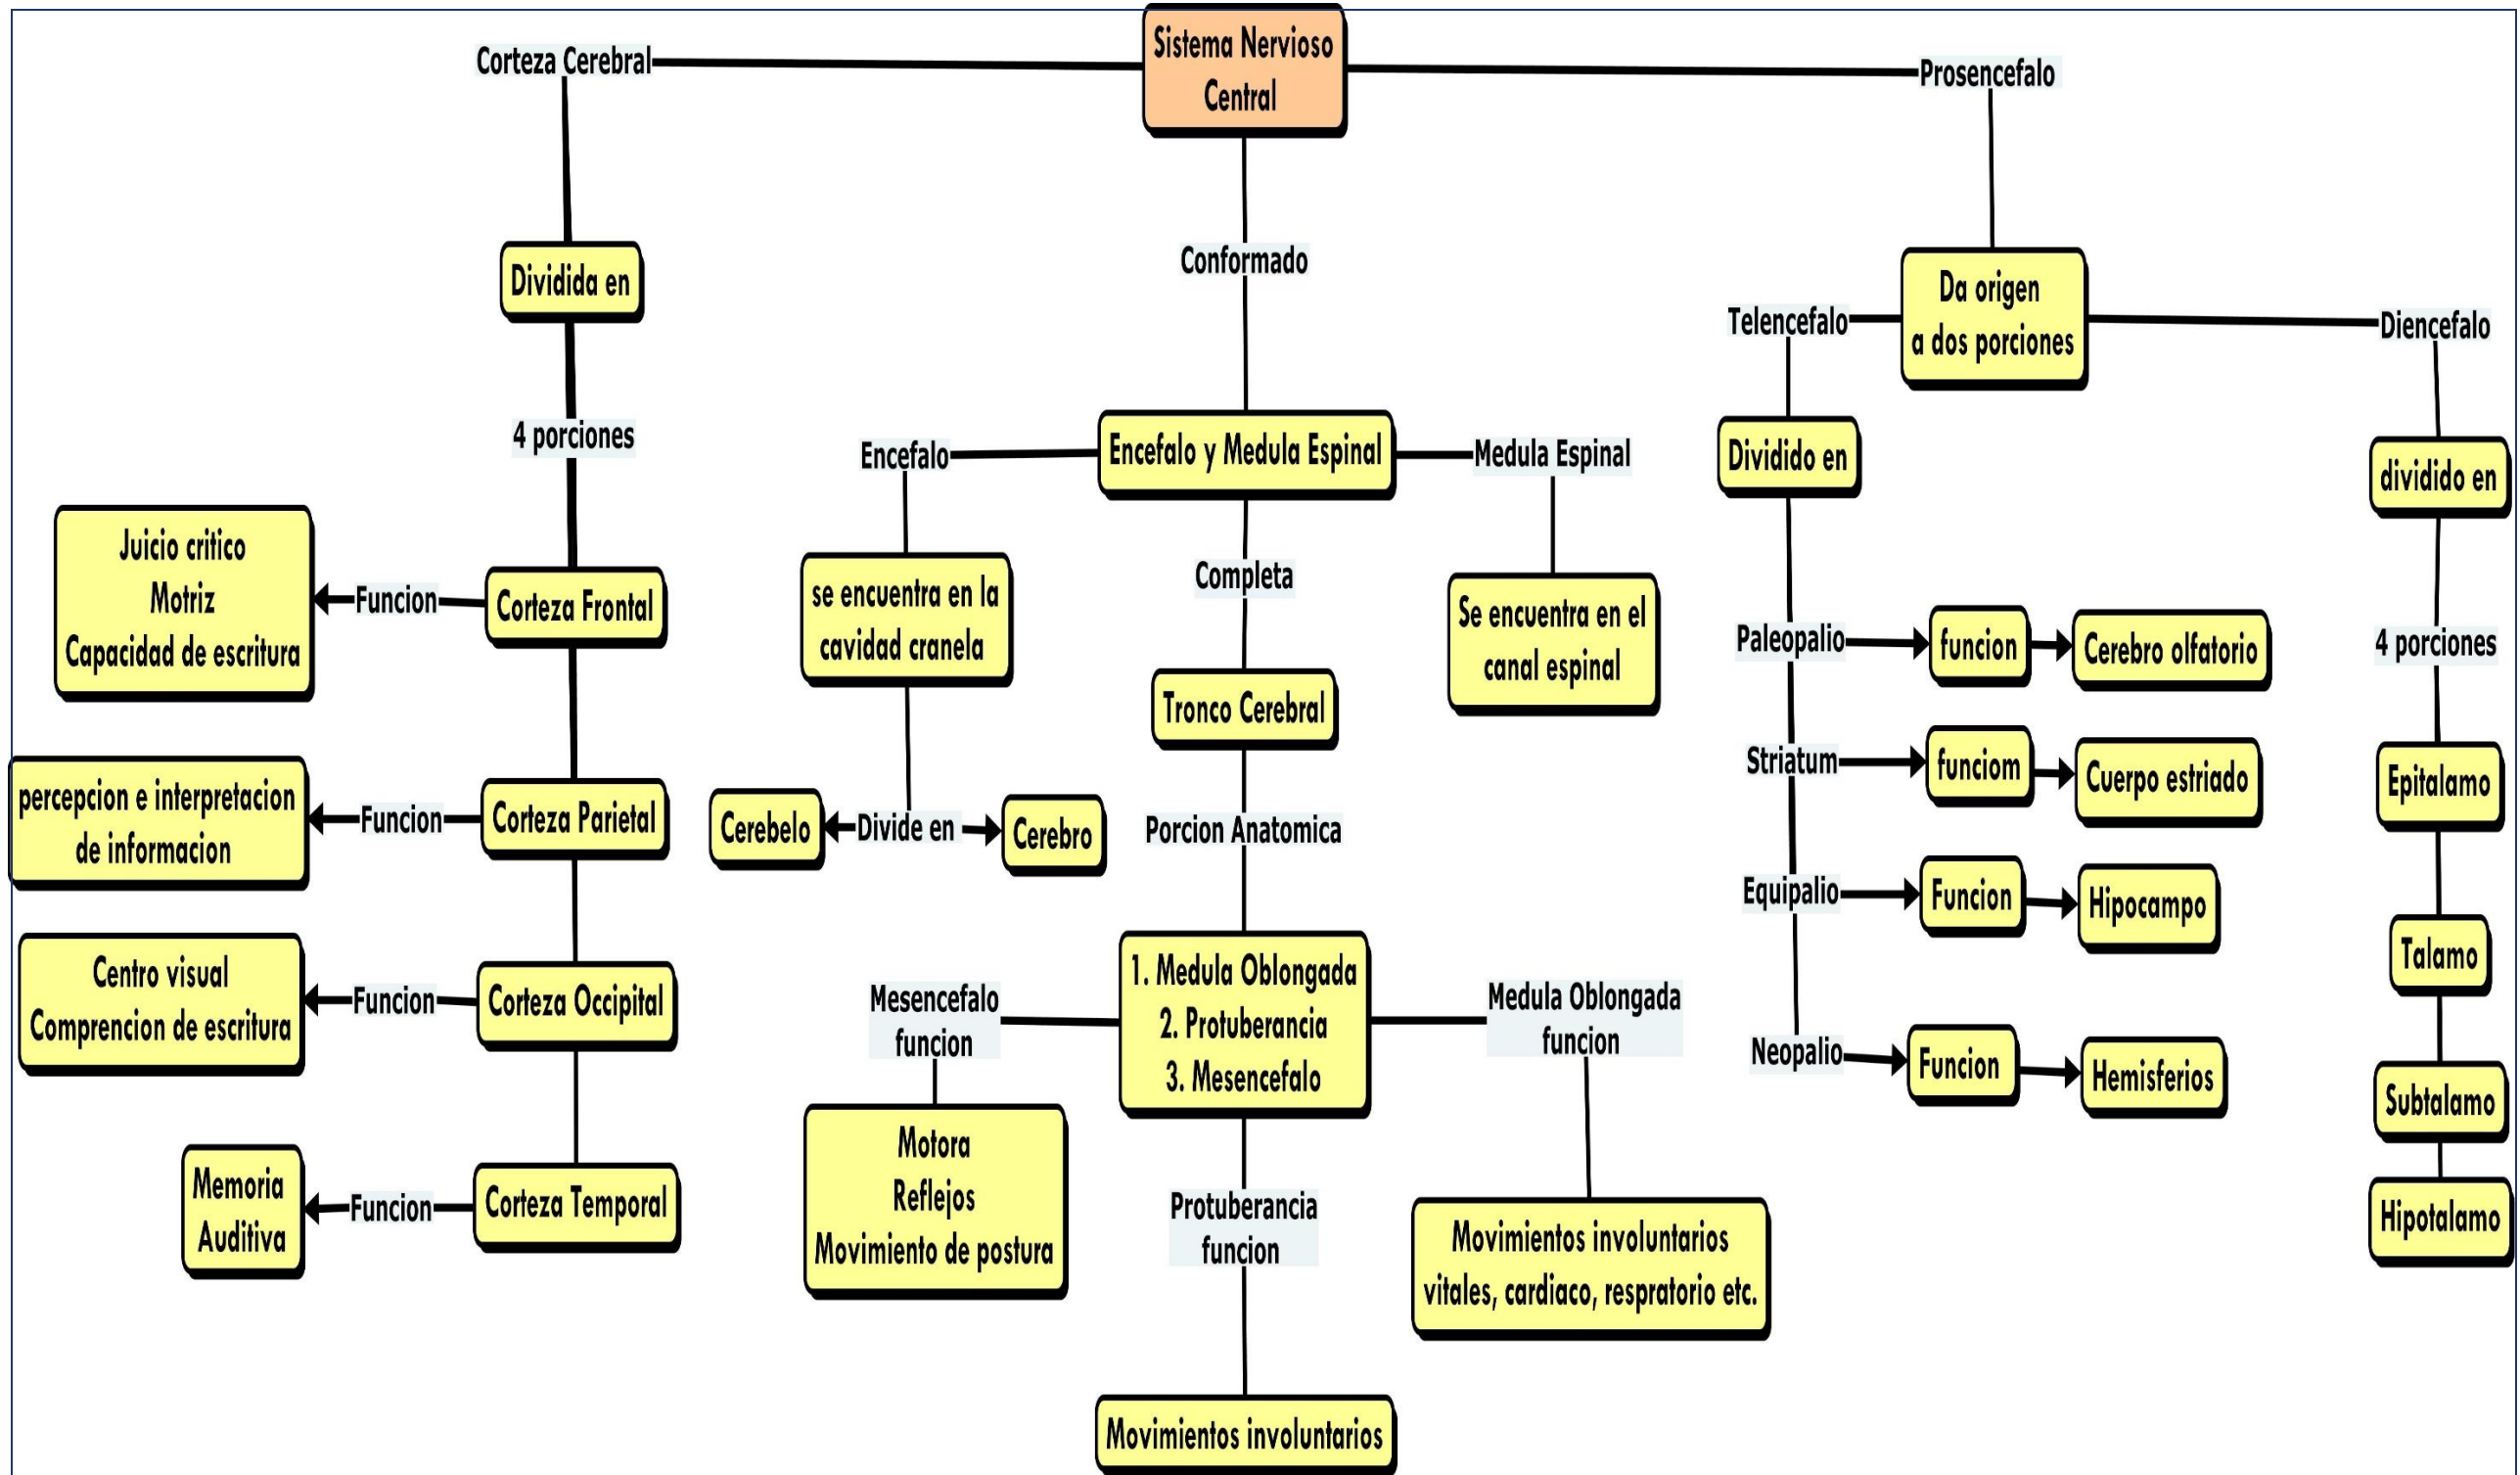 Sistema Nervioso
Central
Corteza Cerebral
Dividida en
4 porciones
Corteza Frontal
Funcion
Juicio critico
Motriz
Capacidad de escritura
Corteza Parietal
Funcion
percepcion e interpretacion
de informacion
Corteza Occipital
Funcion
Centro visual
Comprencion de escritura
Corteza Temporal
Funcion
Memoria
Auditiva
Conformado
Encefalo y Medula Espinal
Encefalo
se encuentra en la
cavidad cranela
Divide en
Cerebelo
Cerebro
Medula Espinal
Se encuentra en el
canal espinal
Completa
Tronco Cerebral
Porcion Anatomica
1. Medula Oblongada
2. Protuberancia
3. Mesencefalo
Mesencefalo
funcion
Motora
Reflejos
Movimiento de postura
Protuberancia
funcion
Movimientos involuntarios
Medula Oblongada
funcion
Movimientos involuntarios
vitales, cardiaco, respratorio etc.
Prosencefalo
Da origen
a dos porciones
Telencefalo
Dividido en
Paleopalio
funcion
Cerebro olfatorio
Striatum
funciom
Cuerpo estriado
Equipalio
Funcion
Hipocampo
Neopalio
Funcion
Hemisferios
Diencefalo
dividido en
4 porciones
Epitalamo
Talamo
Subtalamo
Hipotalamo